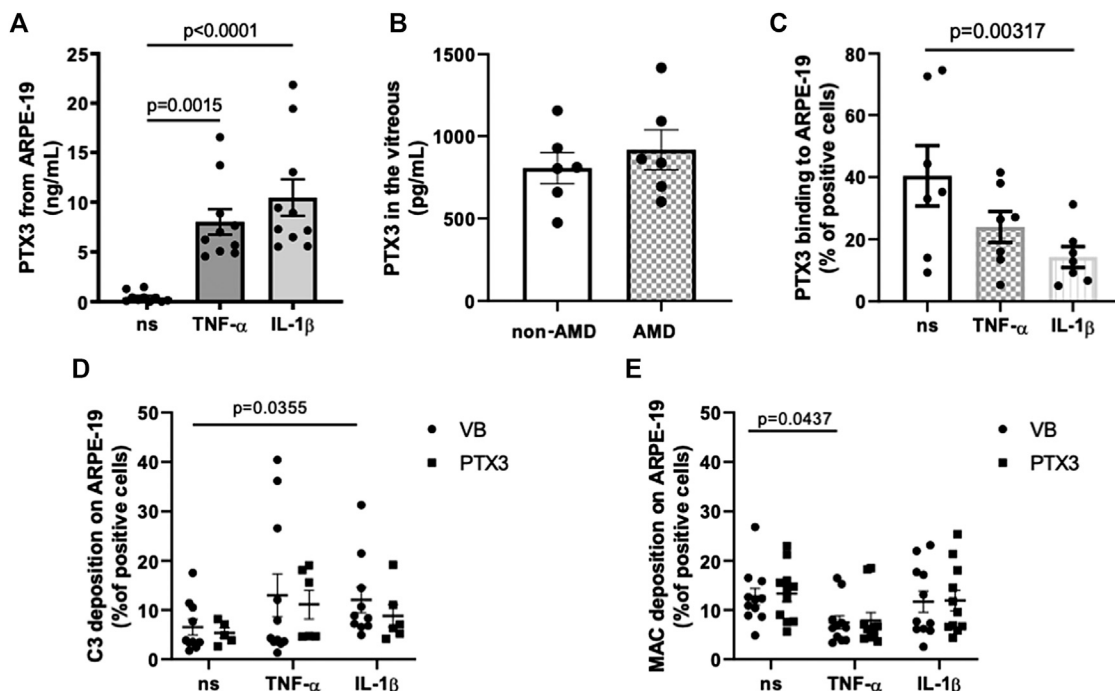 A
PTX3 from ARPE-19
(ng/mL)
25
20
15
10
5
0
p<0.0001
p=0.0015
ns
TNF-α
IL-1β
B
PTX3 in the vitreous
(pg/mL)
1500
1000
500
0
non-AMD
AMD
C
PTX3 binding to ARPE-19
(% of positive cells)
80
60
40
20
0
p=0.00317
ns
TNF-α
IL-1β
D
C3 deposition on ARPE-19
(%of positive cells)
50
40
30
20
10
0
p=0.0355
VB
PTX3
ns
TNF-α
IL-1β
E
MAC deposition on ARPE-19
(%of positive cells)
50
40
30
20
10
0
p=0.0437
VB
PTX3
ns
TNF-α
IL-1β